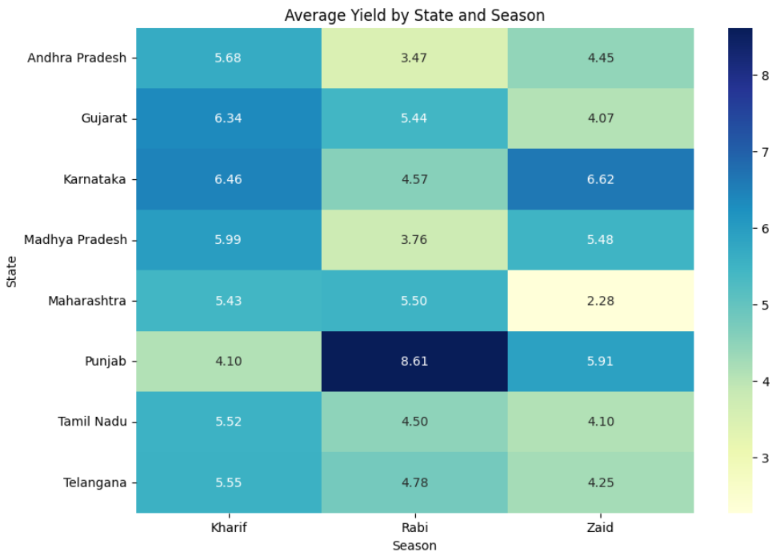 Average Yield by State and Season
State
Andhra Pradesh 5.68 3.47 4.45
Gujarat 6.34 5.44 4.07
Karnataka 6.46 4.57 6.62
Madhya Pradesh 5.99 3.76 5.48
Maharashtra 5.43 5.50 2.28
Punjab 4.10 8.61 5.91
Tamil Nadu 5.52 4.50 4.10
Telangana 5.55 4.78 4.25
Kharif Rabi Zaid
Season
8
7
6
5
4
3